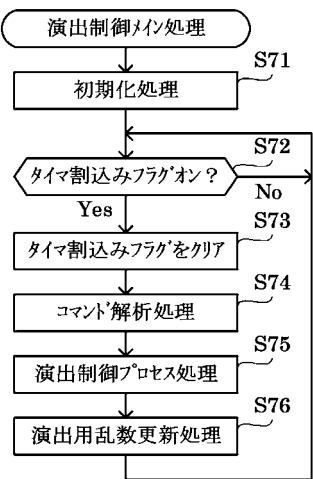 演出制御メイン処理
S71
初期化処理
S72
タイマ割込みフラグオン？
No
Yes
S73
タイマ割込みフラグをクリア
S74
コマンド解析処理
S75
演出制御プロセス処理
S76
演出用乱数更新処理